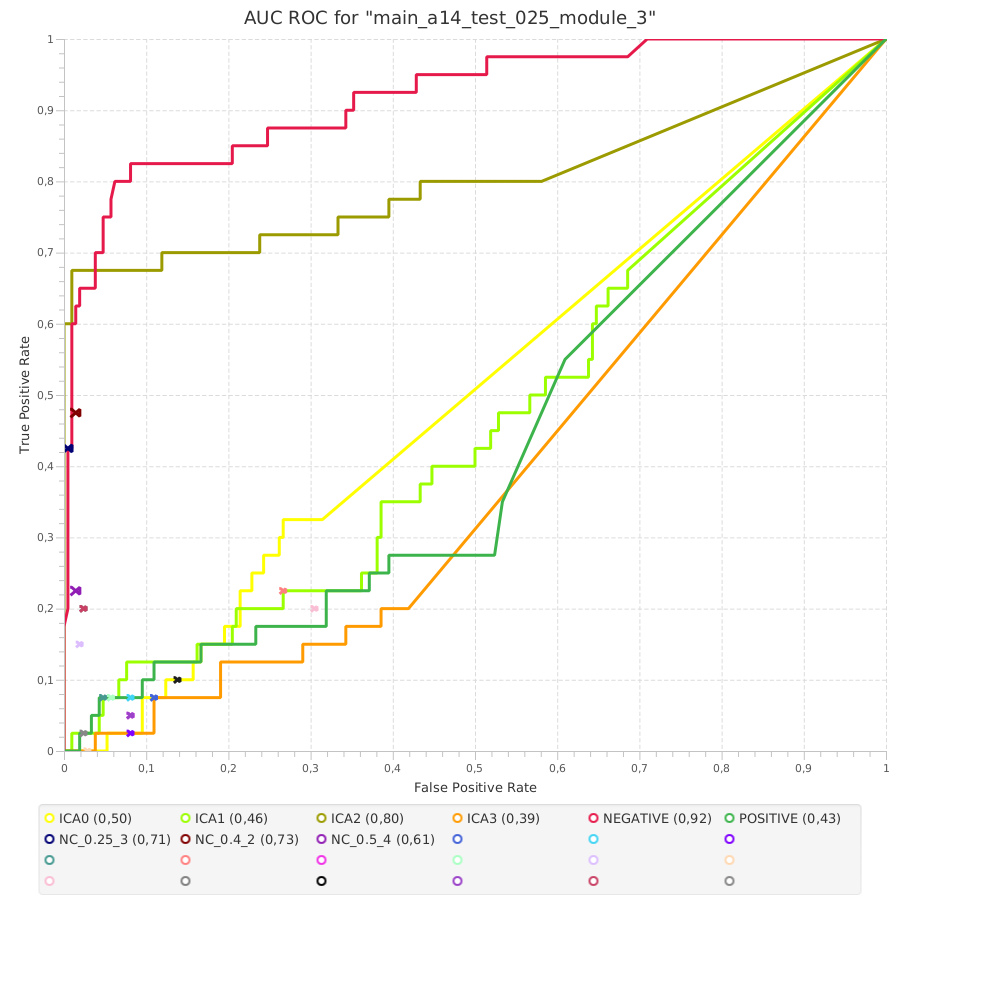 AUC ROC for "main_a14_test_025_module_3"
1
0,9
0,8
0,7
0,6
0,5
0,4
0,3
0,2
0,1
0
True Positive Rate
0 0,1 0,2 0,3 0,4 0,5 0,6 0,7 0,8 0,9 1
False Positive Rate
ICA0 (0,50) ICA1 (0,46) ICA2 (0,80) ICA3 (0,39) NEGATIVE (0,92) POSITIVE (0,43)
NC_0.25_3 (0,71) NC_0.4_2 (0,73) NC_0.5_4 (0,61)